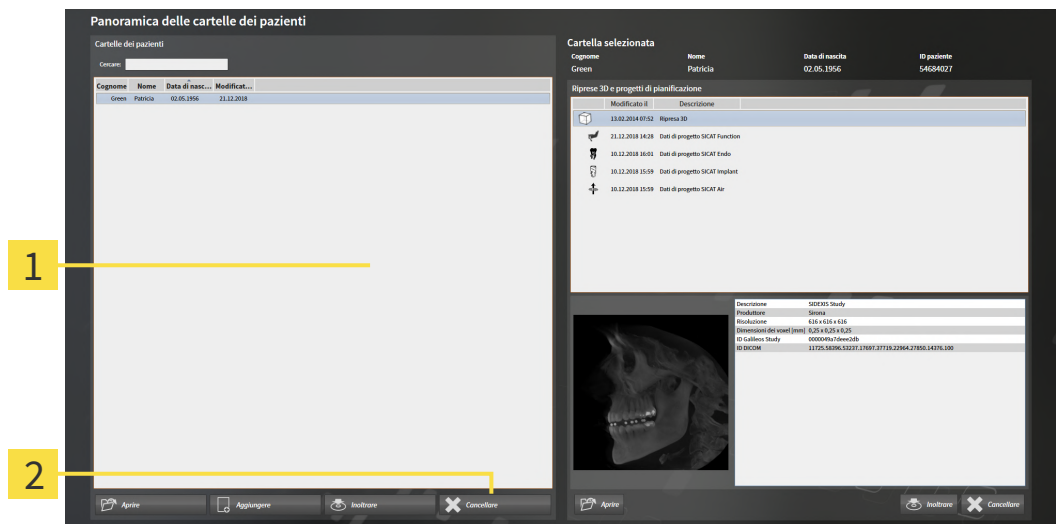 Panoramica delle cartelle dei pazienti
Cartelle dei pazienti
Cercare:
Cognome Nome Data di nasc... Modificat...
Green Patricia 02.05.1956 21.12.2018
1
2
Aprire Aggiungere Inoltrare Cancellare
Cartella selezionata
Cognome Nome Data di nascita ID paziente
Green Patricia 02.05.1956 54684027
Riprese 3D e progetti di pianificazione
Modificato il Descrizione
13.02.2014 07:52 Ripresa 3D
21.12.2018 14:28 Dati di progetto SICAT Function
10.12.2018 16:01 Dati di progetto SICAT Endo
10.12.2018 15:59 Dati di progetto SICAT Implant
10.12.2018 15:59 Dati di progetto SICAT Air
Descrizione SIDEXIS Study
Produttore Sirona
Risoluzione 616 x 616 x 616
Dimensioni dei voxel [mm] 0,25 x 0,25 x 0,25
ID Galileos Study 0000049a7deee2db
ID DICOM 11725.58396.53237.17697.37719.22964.27850.14376.100
Aprire Inoltrare Cancellare